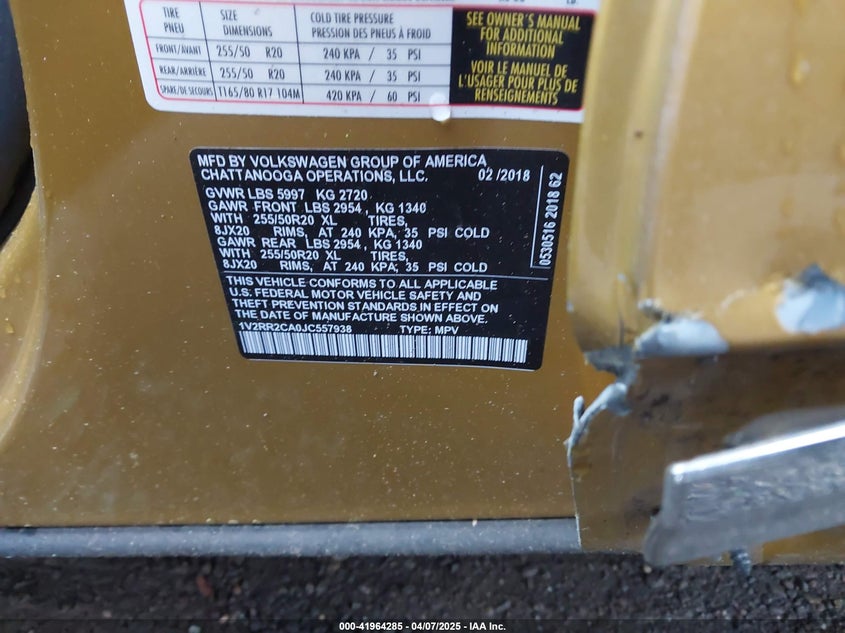 TIRE PNEU SIZE DIMENSIONS COLD TIRE PRESSURE PRESSION DES PNEUS À FROID
FRONT/AVANT 255/50 R20 240 KPA / 35 PSI
REAR/ARRIÈRE 255/50 R20 240 KPA / 35 PSI
SPARE/DE SECOURS T165/80 R17 104M 420 KPA / 60 PSI
SEE OWNER'S MANUAL
FOR ADDITIONAL
INFORMATION
VOIR LE MANUEL DE
L'USAGER POUR PLUS DE
RENSEIGNEMENTS
MFD BY VOLKSWAGEN GROUP OF AMERICA
CHATTANOOGA OPERATIONS, LLC. 02/2018
GVWR LBS 5997 KG 2720
GAWR FRONT LBS 2954, KG 1340
WITH 255/50R20 XL TIRES,
8JX20 RIMS, AT 240 KPA, 35 PSI COLD
GAWR REAR LBS 2954, KG 1340
WITH 255/50R20 XL TIRES,
8JX20 RIMS, AT 240 KPA, 35 PSI COLD
THIS VEHICLE CONFORMS TO ALL APPLICABLE
U.S. FEDERAL MOTOR VEHICLE SAFETY AND
THEFT PREVENTION STANDARDS IN EFFECT ON
THE DATE OF MANUFACTURE SHOWN ABOVE.
1V2RR2CA0JC557938 TYPE: MPV
0530516 2018 62
000-41964285 - 04/07/2025 - IAA Inc.